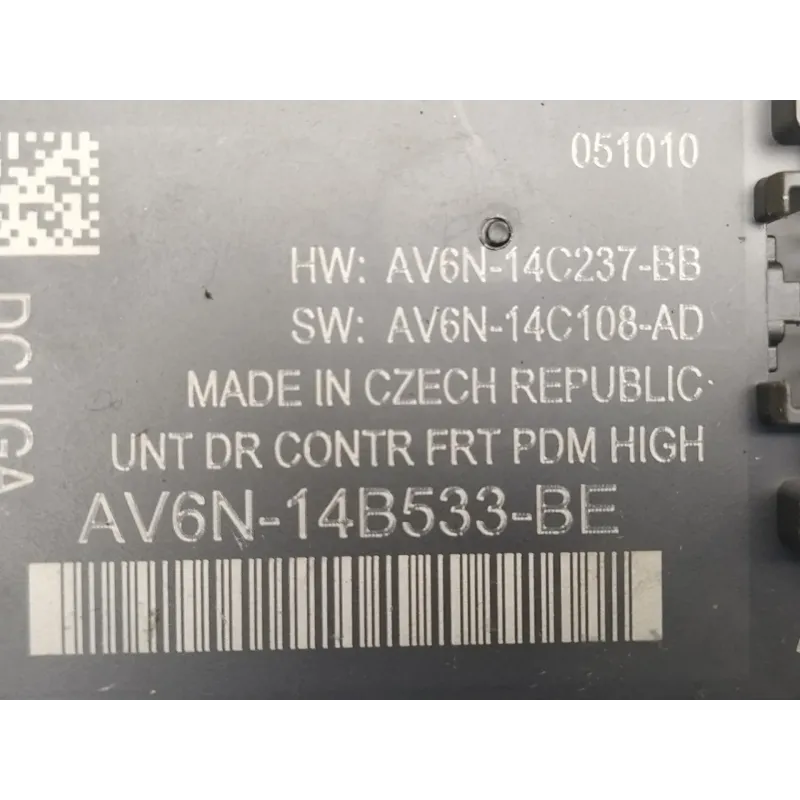 051010
HW: AV6N-14C237-BB
SW: AV6N-14C108-AD
MADE IN CZECH REPUBLIC
UNT DR CONTR FRT PDM HIGH
AV6N-14B533-BE